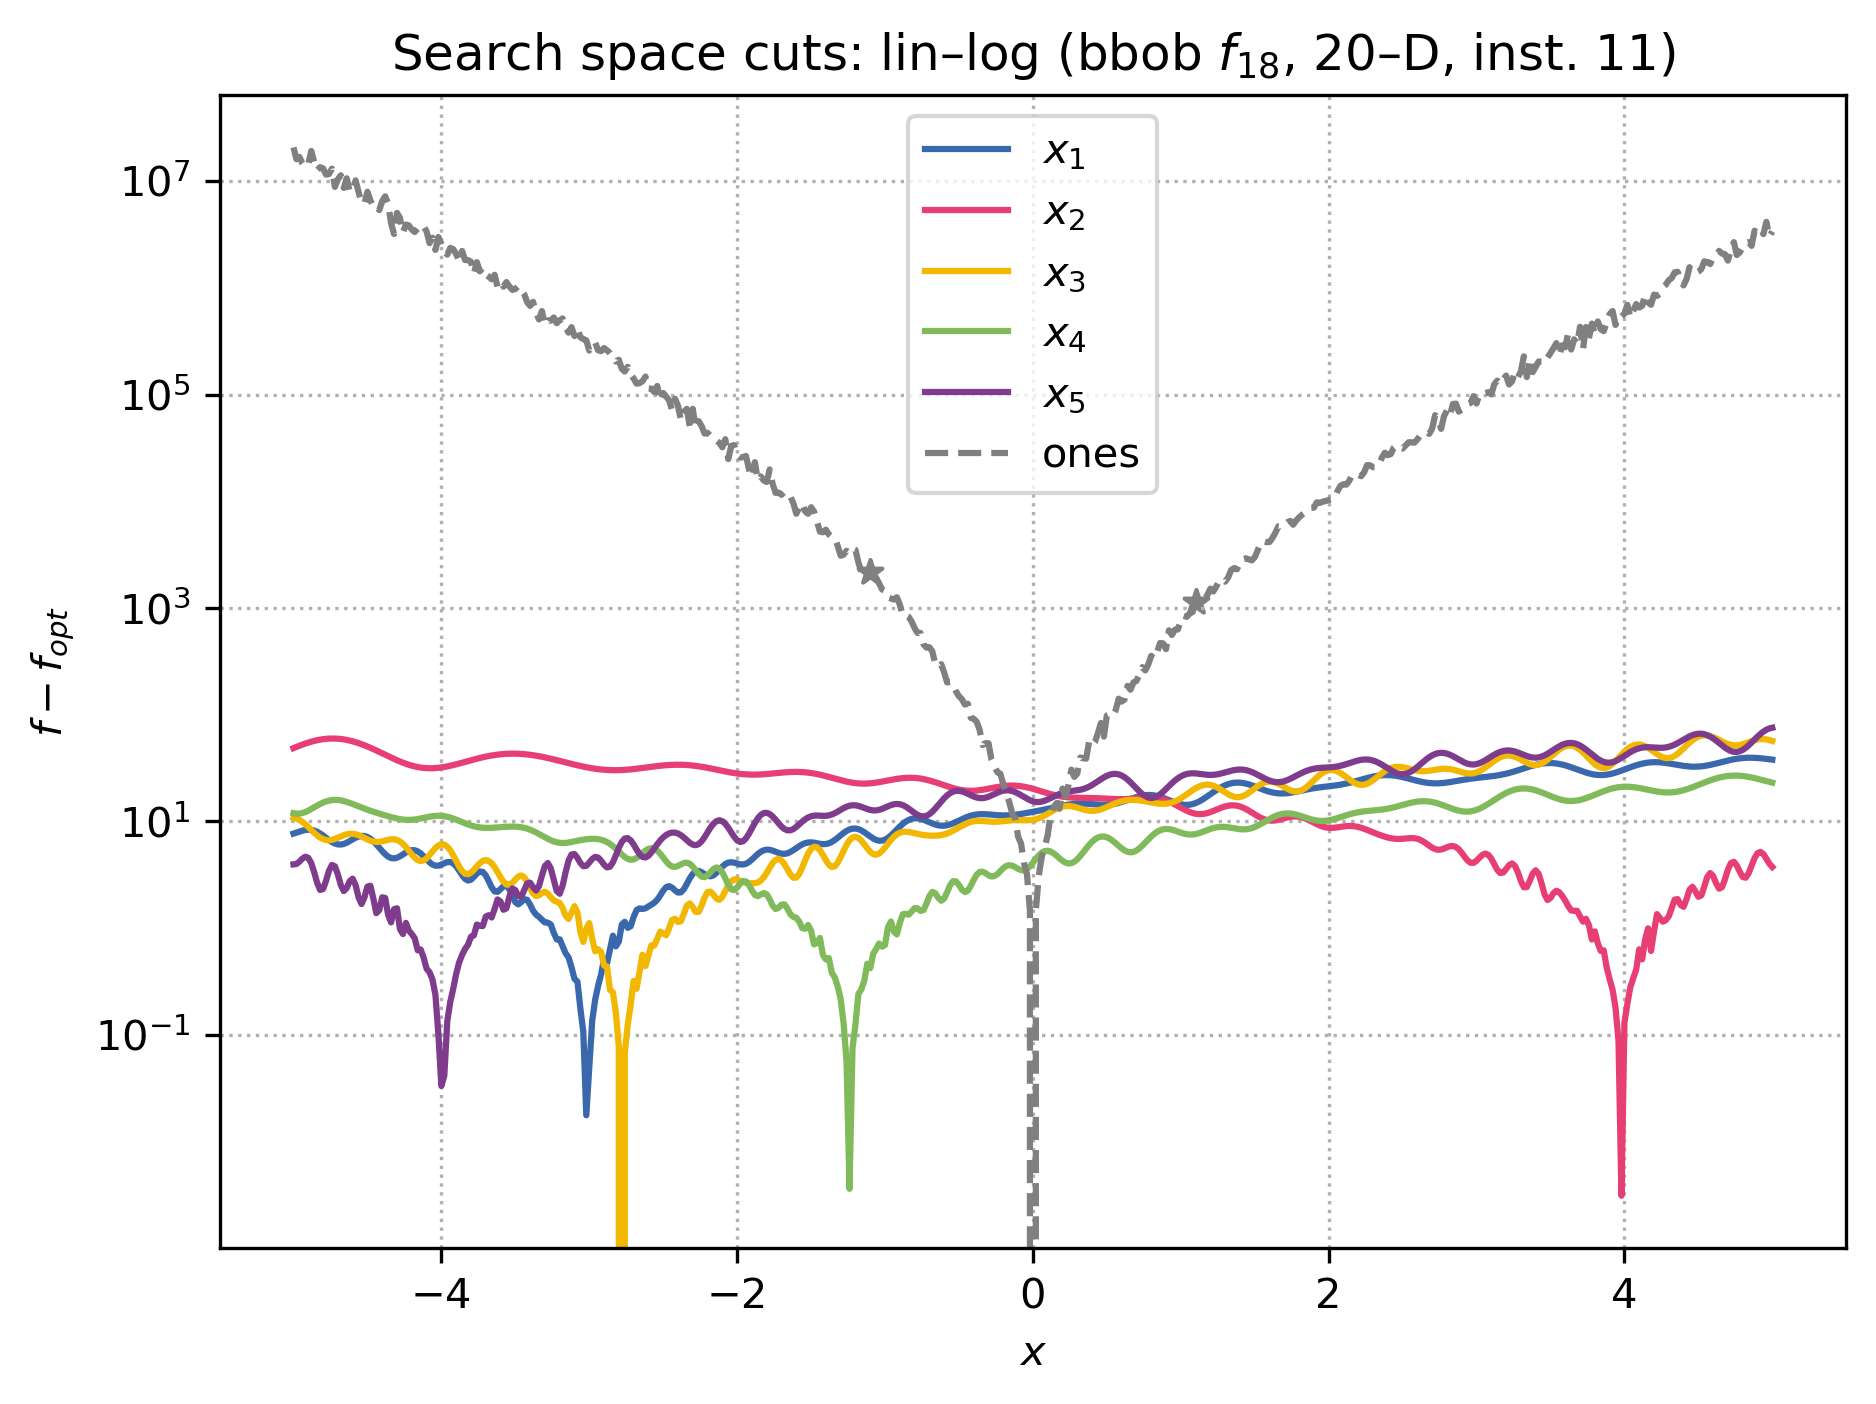 Search space cuts: lin–log (bbob f18, 20–D, inst. 11)
10^7
10^5
10^3
10^1
10^−1
f − f_opt
x1
x2
x3
x4
x5
ones
−4 −2 0 2 4
x